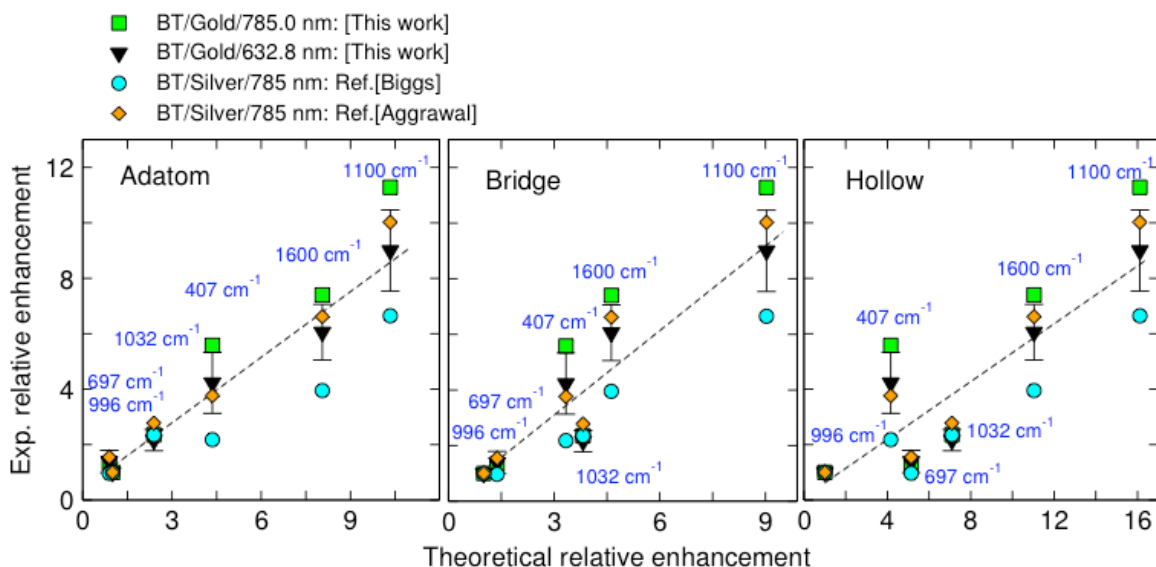 BT/Gold/785.0 nm: [This work]
BT/Gold/632.8 nm: [This work]
BT/Silver/785 nm: Ref.[Biggs]
BT/Silver/785 nm: Ref.[Aggrawal]
Exp. relative enhancement
12
8
4
0
Adatom
1100 cm⁻¹
1600 cm⁻¹
407 cm⁻¹
1032 cm⁻¹
697 cm⁻¹
996 cm⁻¹
0 3 6 9
Bridge
1100 cm⁻¹
1600 cm⁻¹
407 cm⁻¹
697 cm⁻¹
996 cm⁻¹
1032 cm⁻¹
0 3 6 9
Hollow
1100 cm⁻¹
1600 cm⁻¹
407 cm⁻¹
996 cm⁻¹
1032 cm⁻¹
697 cm⁻¹
0 4 8 12 16
Theoretical relative enhancement